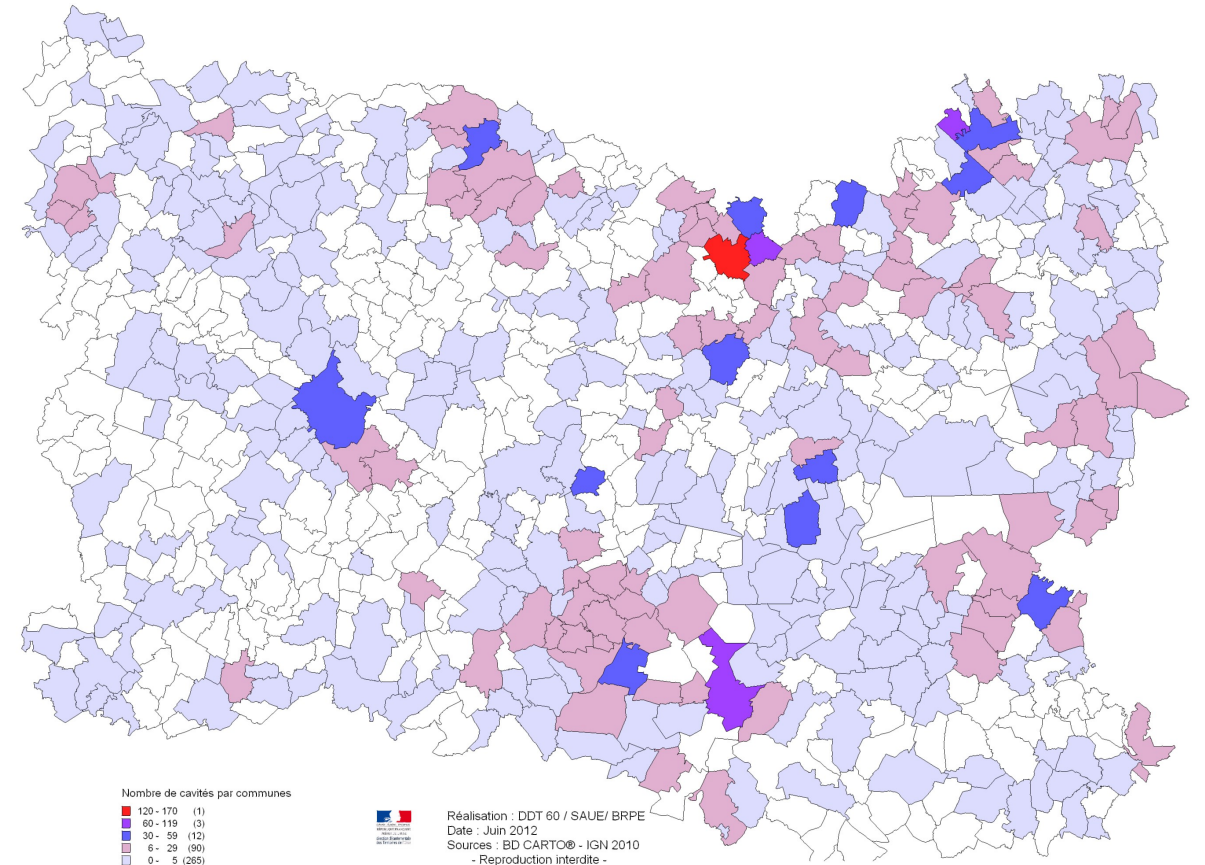 Nombre de cavités par communes
120 - 170 (1)
60 - 119 (3)
30 - 59 (12)
6 - 29 (90)
0 - 5 (265)
Réalisation : DDT 60 / SAUE/ BRPE
Date : Juin 2012
Sources : BD CARTO® - IGN 2010
- Reproduction interdite -